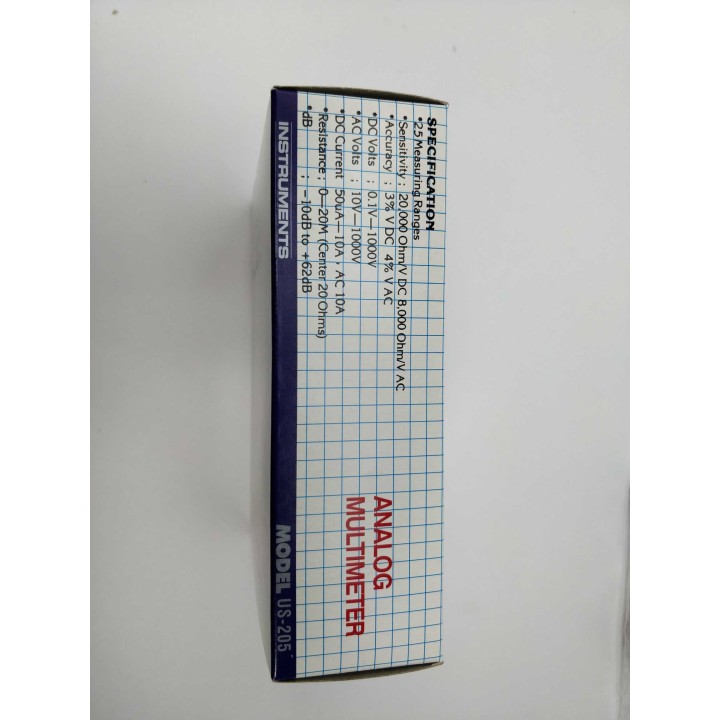 SPECIFICATION
•25 Measuring Ranges
•Sensitivity ; 20,000 Ohm/V DC 8,000 Ohm/V AC
•Accuracy ; 3% V DC 4% V AC
•DC Volts ; 0.1V—1000V
•AC Volts ; 10V—1000V
•DC Current 50uA—10A , AC 10A
•Resistance ; 0—20M (Center 20 Ohms)
•dB ; −10dB to +62dB
ANALOG
MULTIMETER
INSTRUMENTS
MODEL US-205